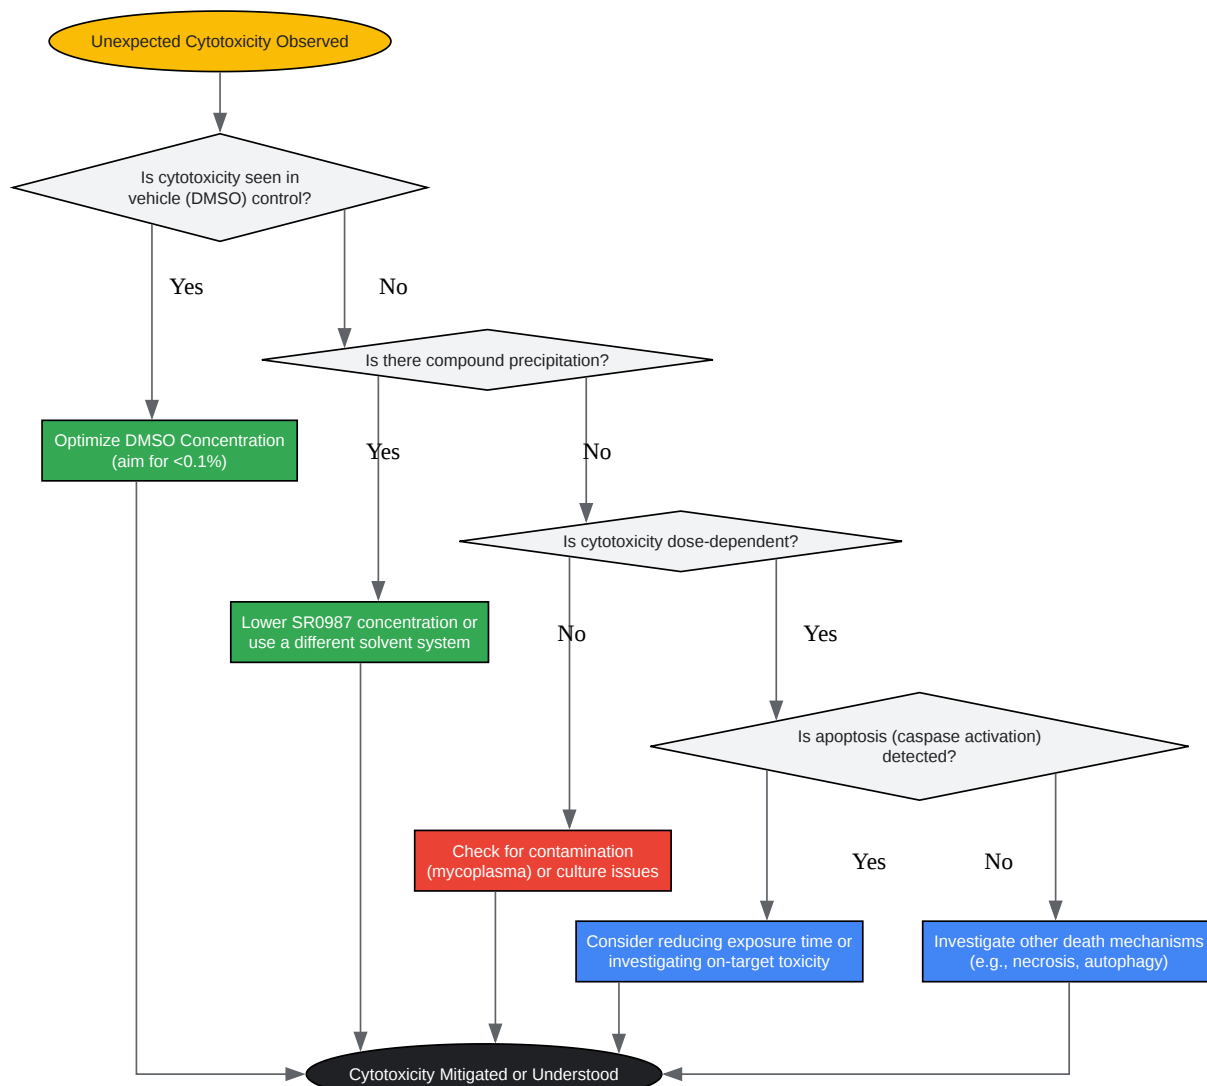 Unexpected Cytotoxicity Observed
Is cytotoxicity seen in
vehicle (DMSO) control?
Yes
No
Is there compound precipitation?
Optimize DMSO Concentration
(aim for <0.1%)
Yes
No
Is cytotoxicity dose-dependent?
Lower SR0987 concentration or
use a different solvent system
No
Yes
Is apoptosis (caspase activation)
detected?
Check for contamination
(mycoplasma) or culture issues
Yes
No
Consider reducing exposure time or
investigating on-target toxicity
Investigate other death mechanisms
(e.g., necrosis, autophagy)
Cytotoxicity Mitigated or Understood